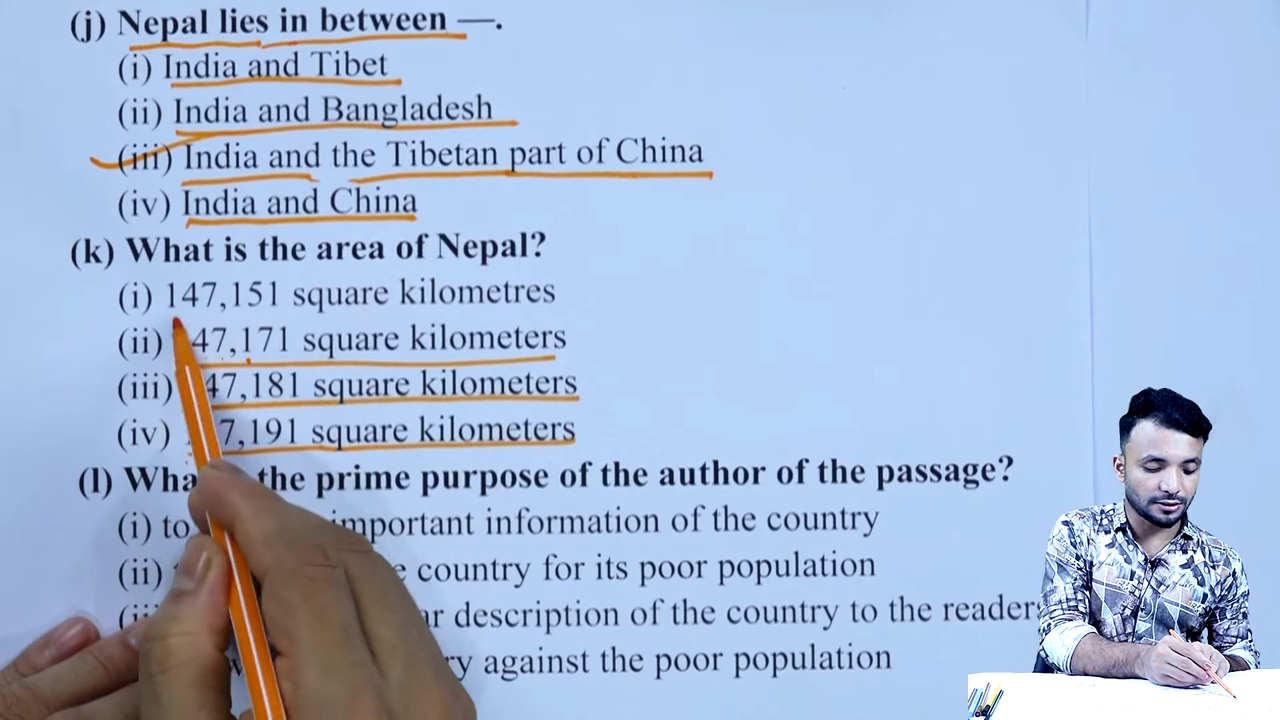 (j) Nepal lies in between —.
(i) India and Tibet
(ii) India and Bangladesh
(iii) India and the Tibetan part of China
(iv) India and China
(k) What is the area of Nepal?
(i) 147,151 square kilometres
(ii) 47,171 square kilometers
(iii) 47,181 square kilometers
(iv) 7,191 square kilometers
(l) the prime purpose of the author of the passage?
(i) to important information of the country
(ii) country for its poor population
description of the country to the readers
against the poor population